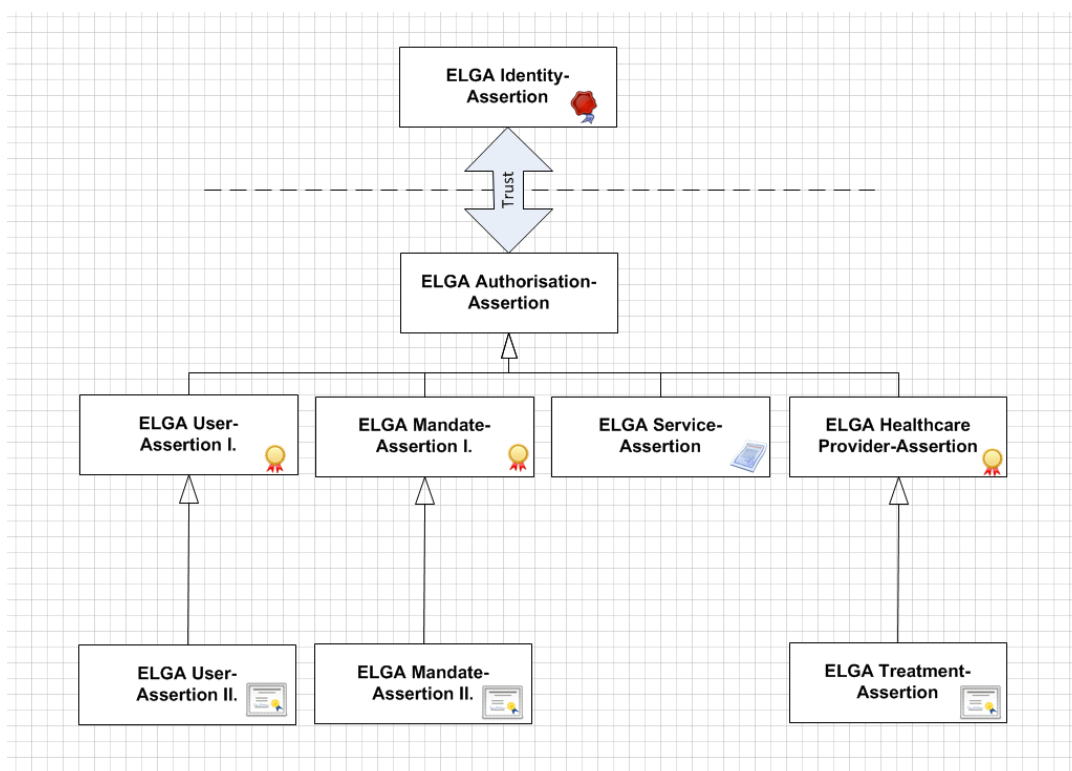 ELGA Identity-
Assertion
Trust
ELGA Authorisation-
Assertion
ELGA User-
Assertion I.
ELGA Mandate-
Assertion I.
ELGA Service-
Assertion
ELGA Healthcare
Provider-Assertion
ELGA User-
Assertion II.
ELGA Mandate-
Assertion II.
ELGA Treatment-
Assertion